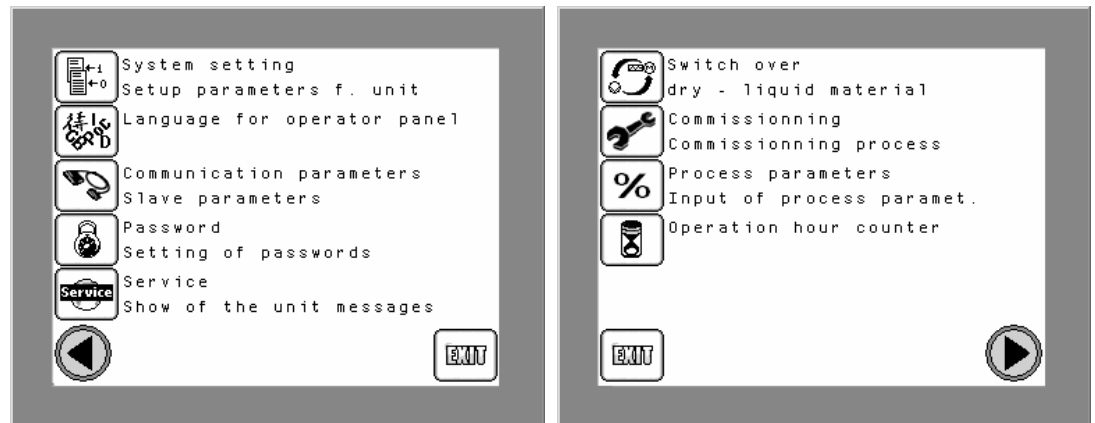 System setting
Setup parameters f. unit
Language for operator panel
Communication parameters
Slave parameters
Password
Setting of passwords
Service
Service
Show of the unit messages
EXIT
Switch over
dry - liquid material
Commissionning
Commissionning process
%
Process parameters
Input of process paramet.
Operation hour counter
EXIT